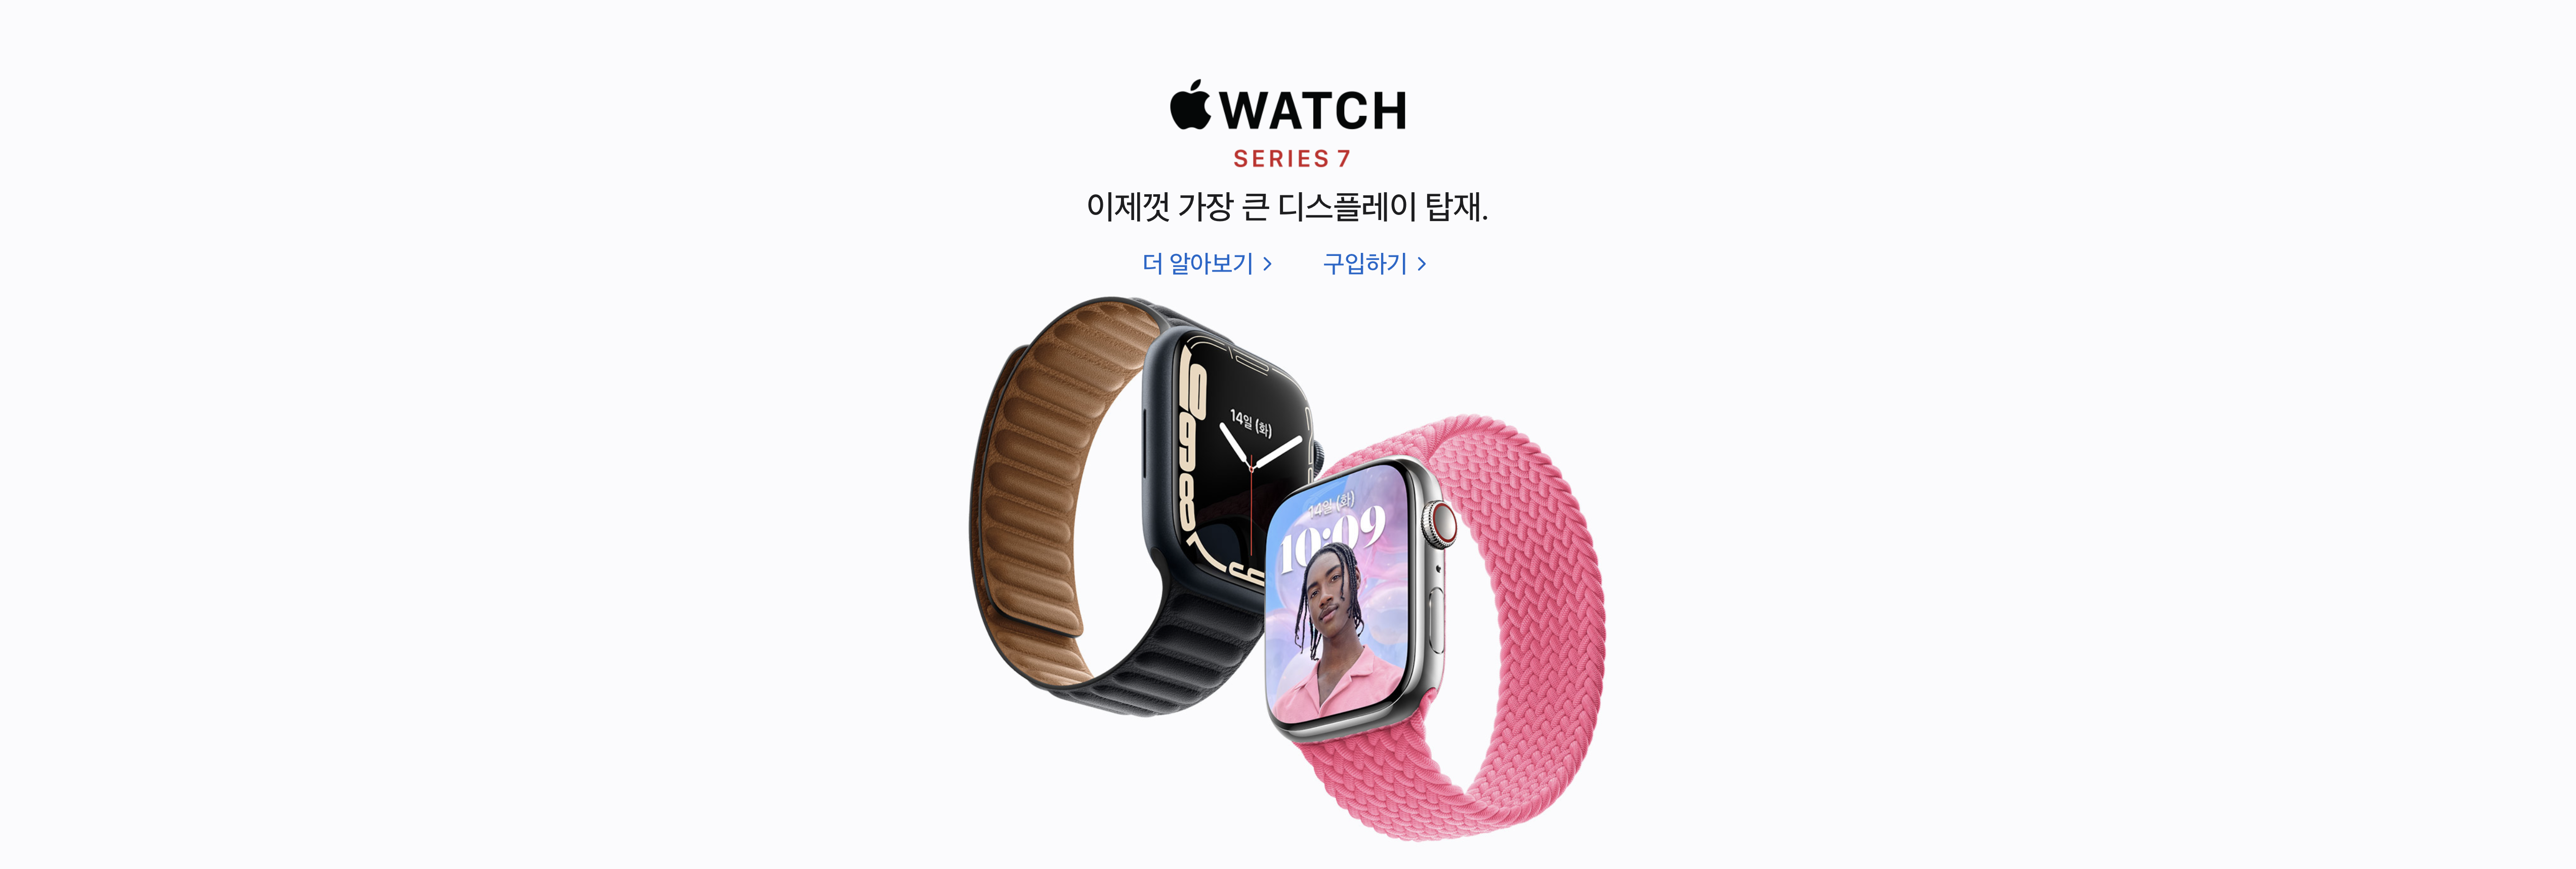 WATCH
SERIES 7
이제껏 가장 큰 디스플레이 탑재.
더 알아보기 > 구입하기 >
14일 (화)
14일 (화)
10:09